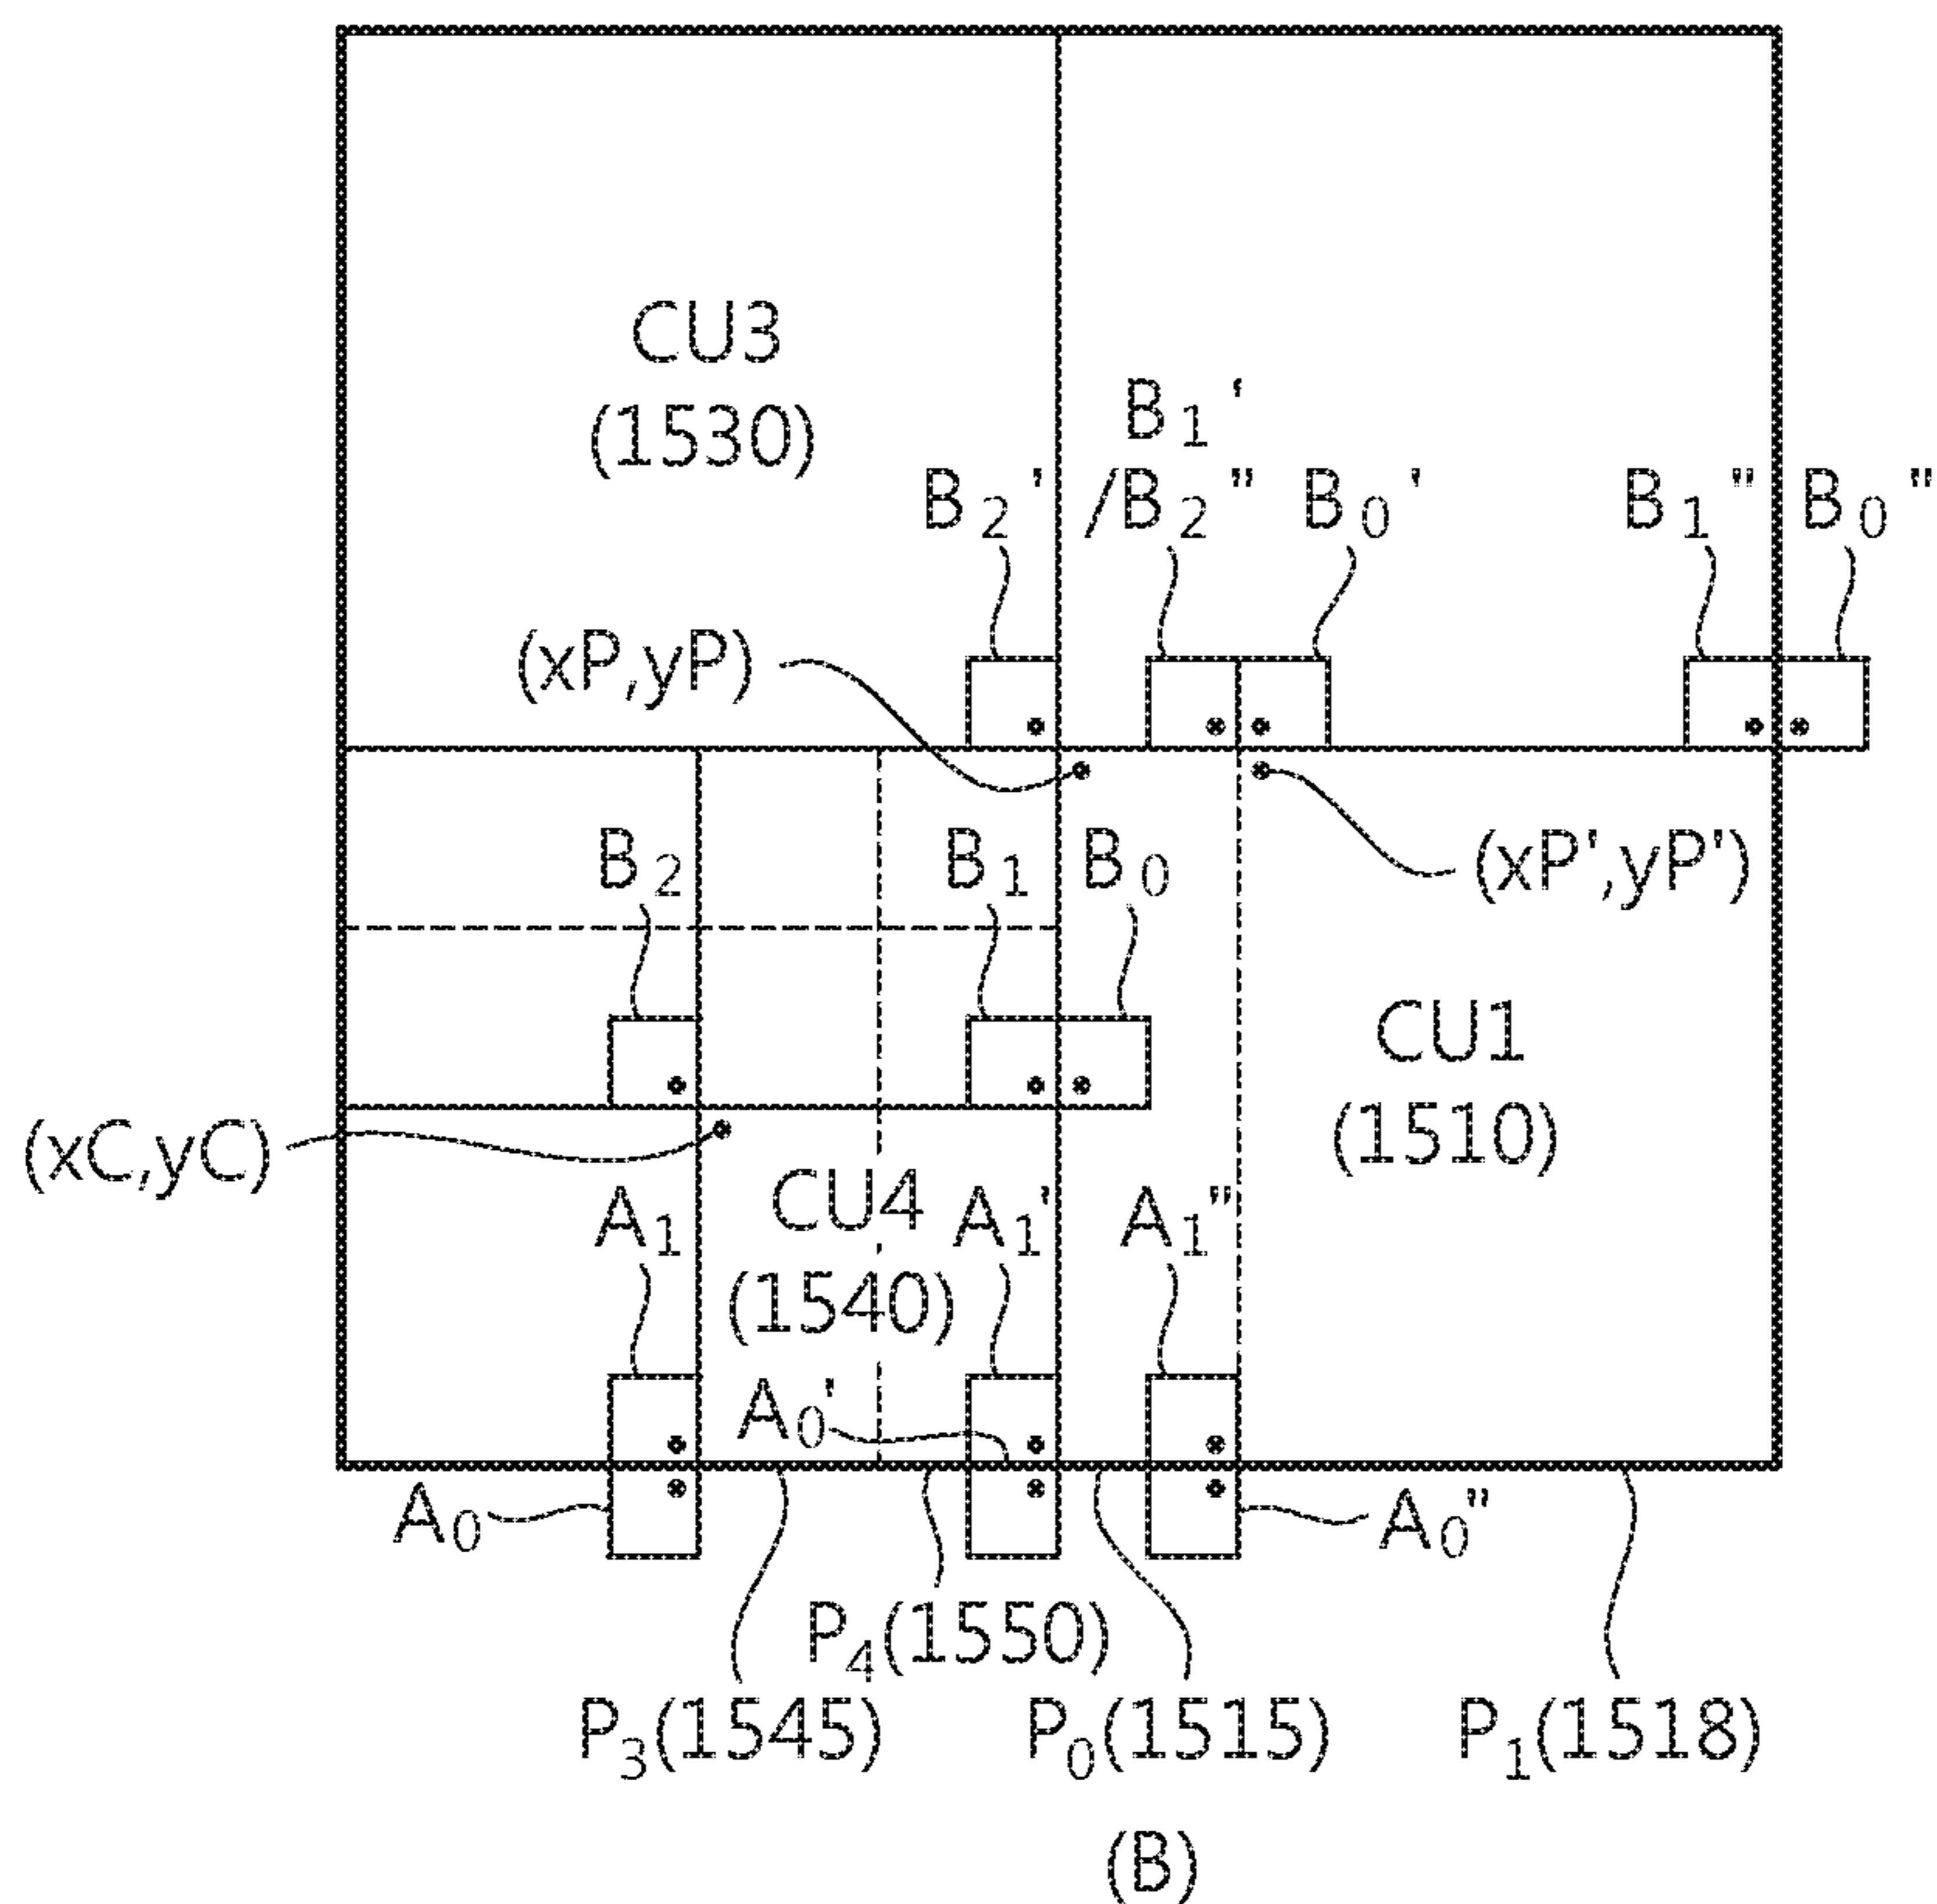 CU3
(1530)
B₁'
B₂' /B₂" B₀' B₁" B₀"
(xP,yP)
B₂ B₁ B₀ (xP',yP')
CU1
(1510)
(xC,yC)
CU4
(1540)
A₁ A₁' A₁"
A₀'
A₀ A₀"
P₄(1550)
P₃(1545) P₀(1515) P₁(1518)
(B)